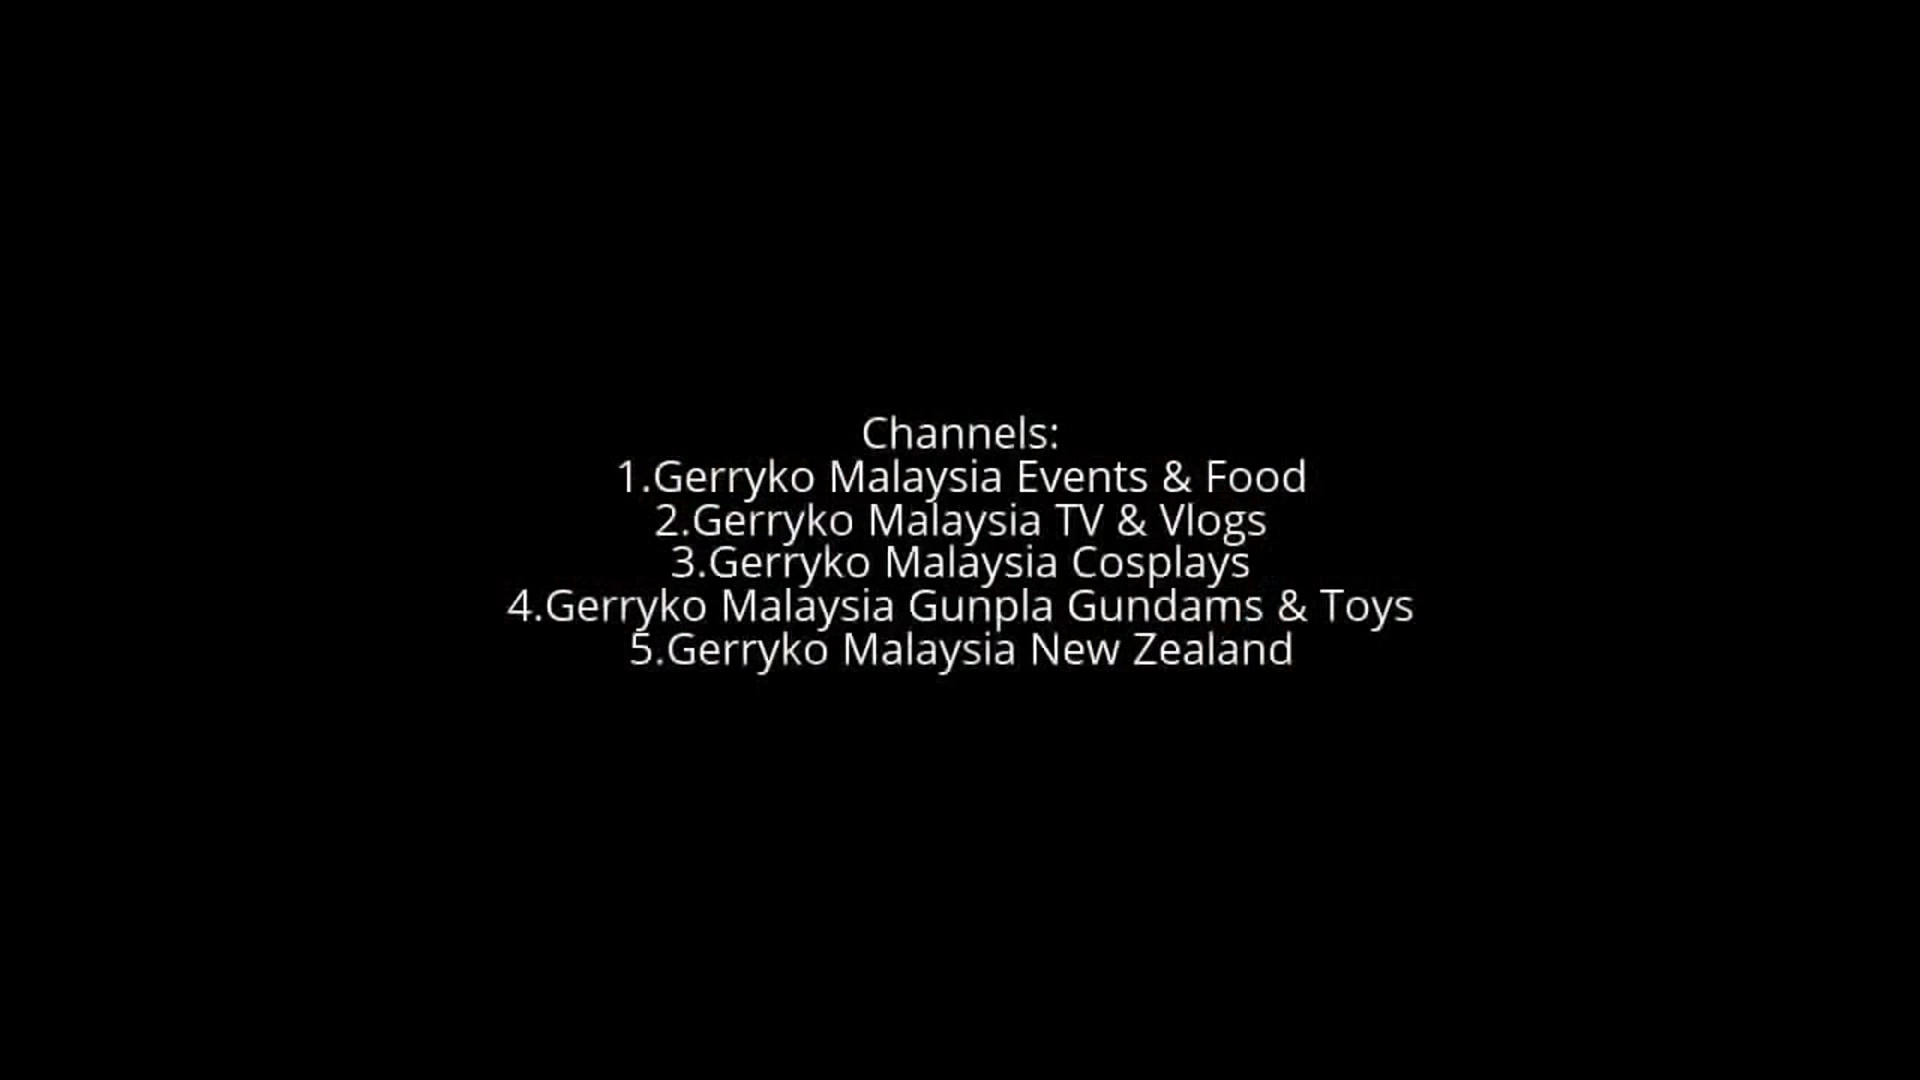 Channels:
1.Gerryko Malaysia Events & Food
2.Gerryko Malaysia TV & Vlogs
3.Gerryko Malaysia Cosplays
4.Gerryko Malaysia Gunpla Gundams & Toys
5.Gerryko Malaysia New Zealand